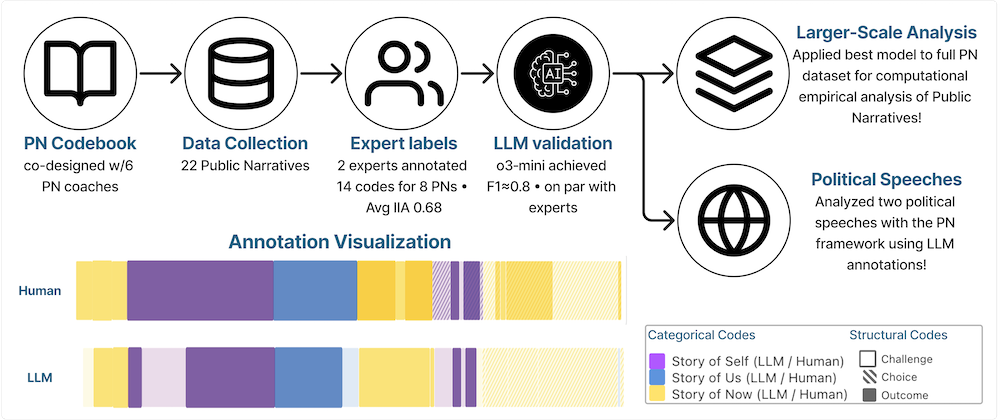 PN Codebook
co-designed w/6
PN coaches
Data Collection
22 Public Narratives
Expert labels
2 experts annotated
14 codes for 8 PNs •
Avg IIA 0.68
AI
LLM validation
o3-mini achieved
F1≈0.8 • on par with
experts
Larger-Scale Analysis
Applied best model to full PN
dataset for computational
empirical analysis of Public
Narratives!
Political Speeches
Analyzed two political
speeches with the PN
framework using LLM
annotations!
Annotation Visualization
Human
LLM
Categorical Codes
Story of Self (LLM / Human)
Story of Us (LLM / Human)
Story of Now (LLM / Human)
Structural Codes
Challenge
Choice
Outcome